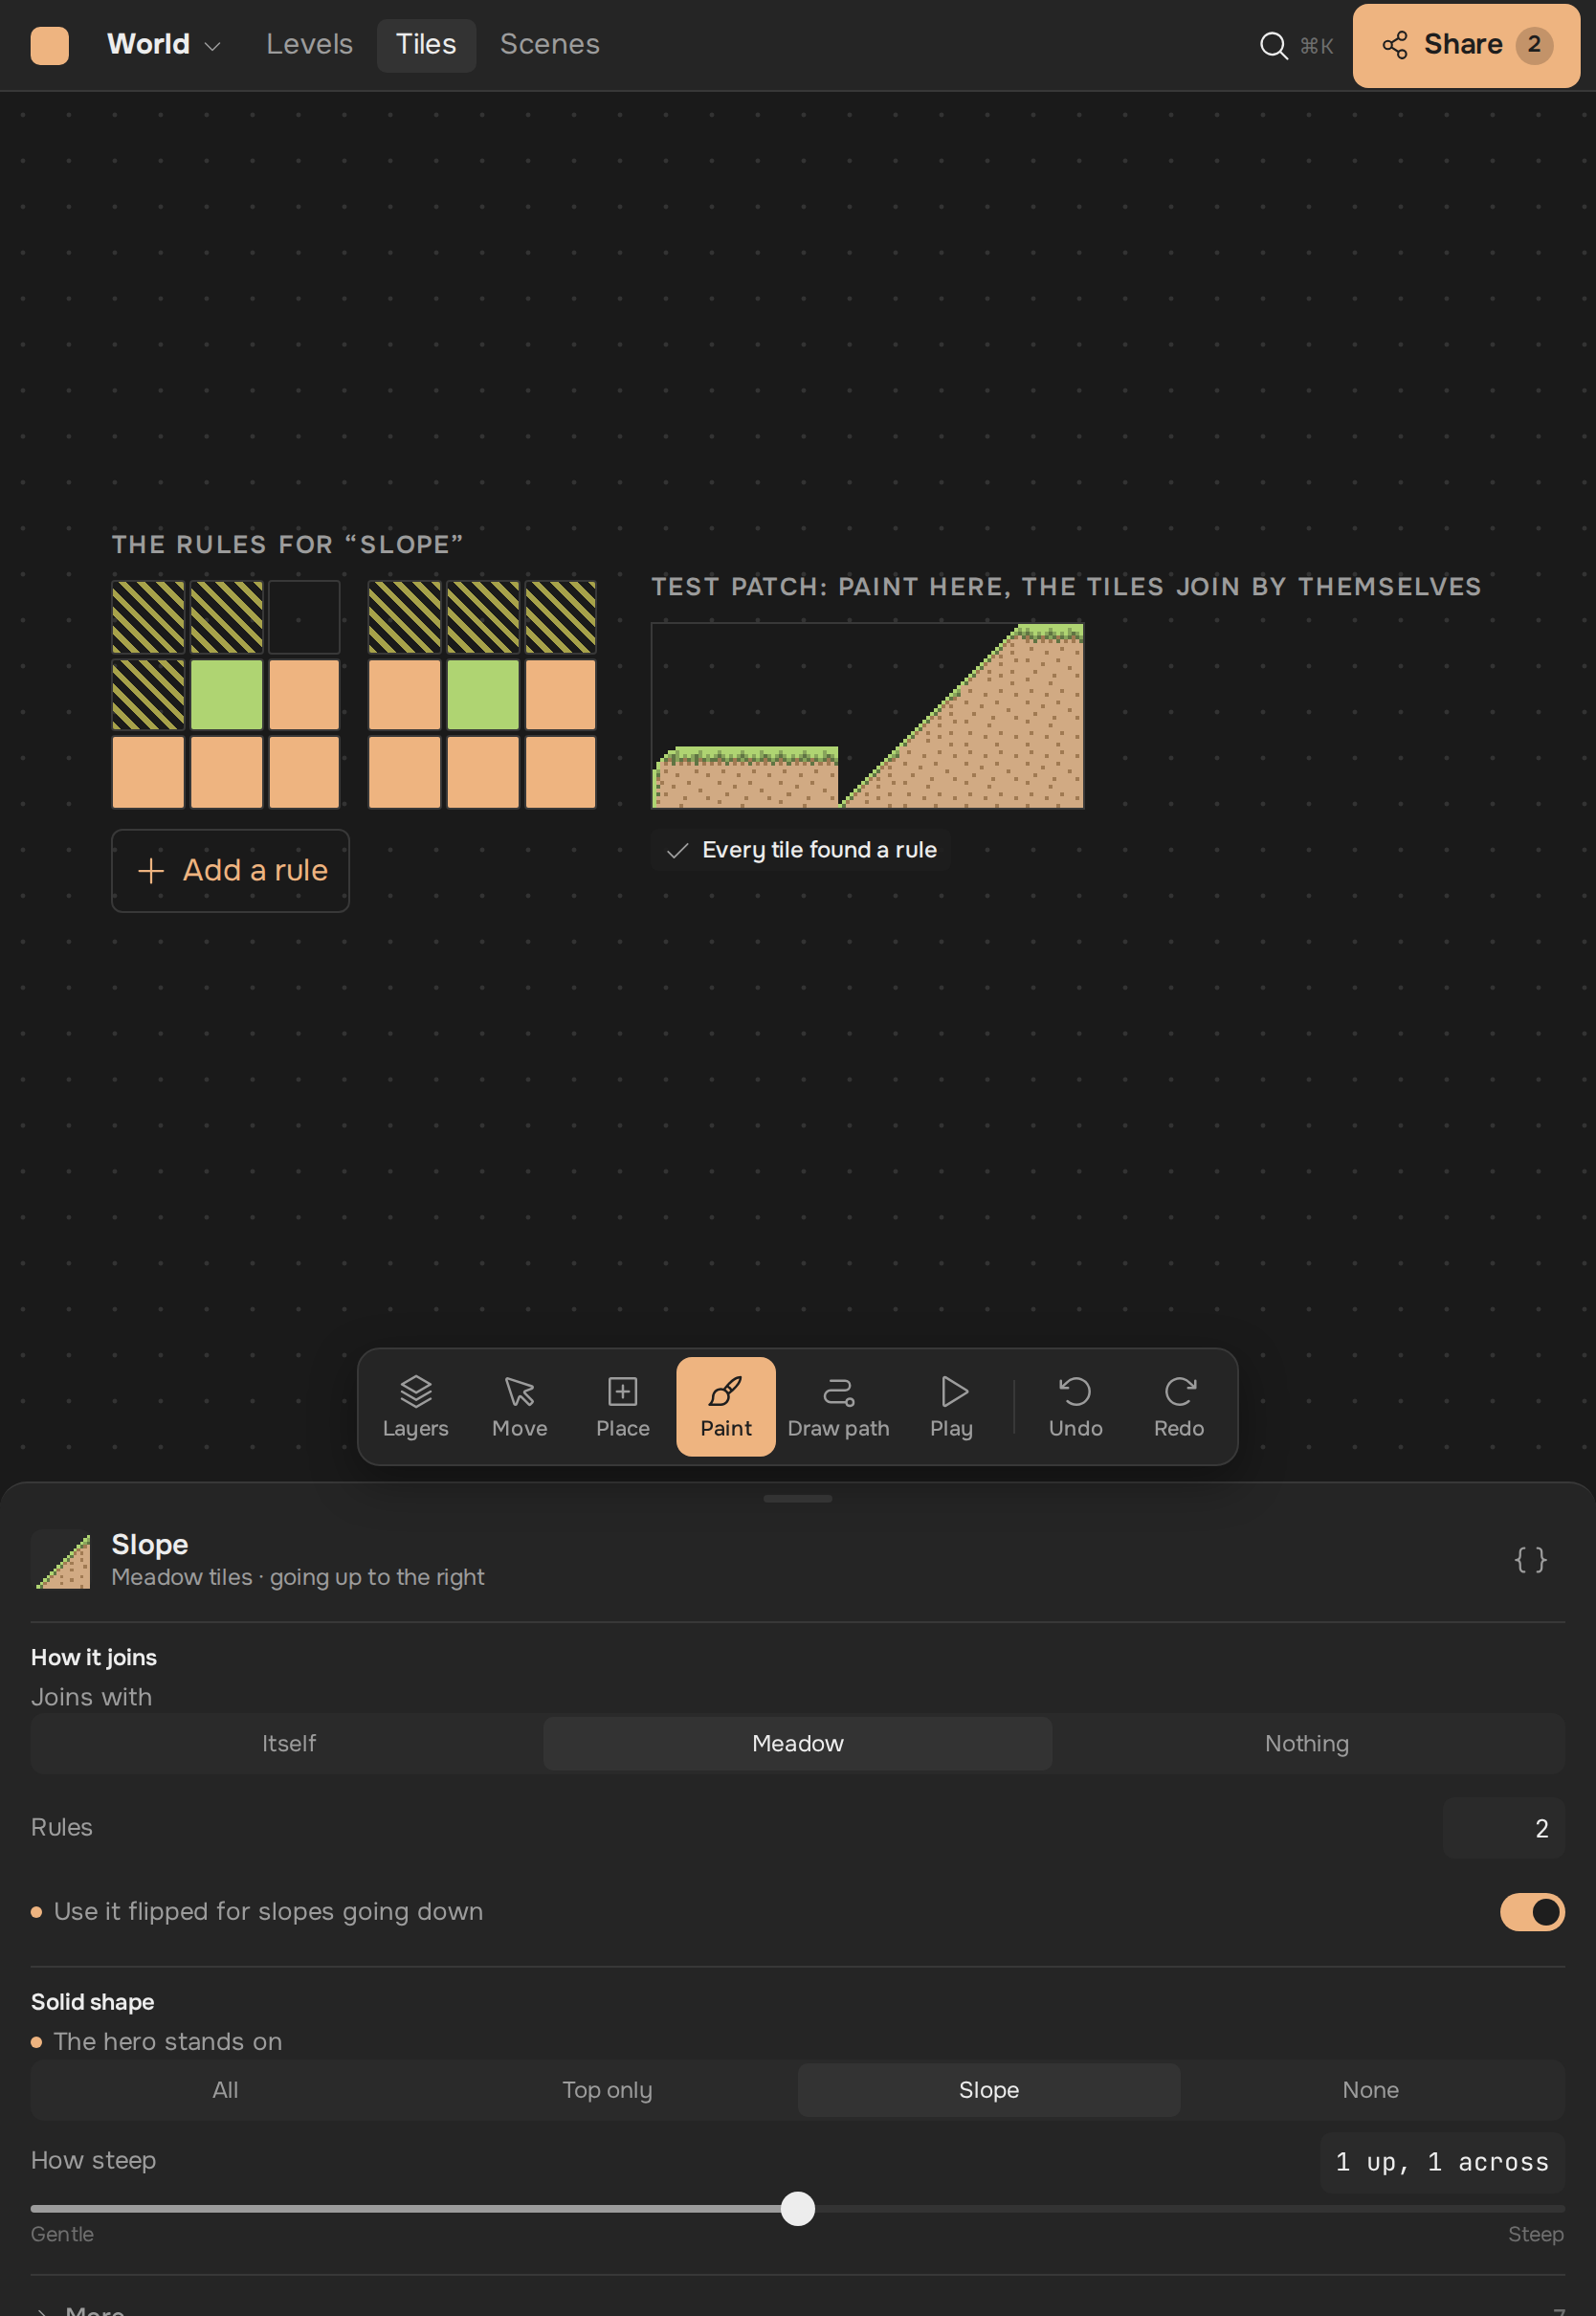 World
Levels
Tiles
Scenes
⌘K
Share 2
THE RULES FOR “SLOPE”
TEST PATCH: PAINT HERE, THE TILES JOIN BY THEMSELVES
Every tile found a rule
Add a rule
Layers
Move
Place
Paint
Draw path
Play
Undo
Redo
Slope
Meadow tiles · going up to the right
{ }
How it joins
Joins with
Itself
Meadow
Nothing
Rules
2
Use it flipped for slopes going down
Solid shape
The hero stands on
All
Top only
Slope
None
How steep
1 up, 1 across
Gentle
Steep
More
7